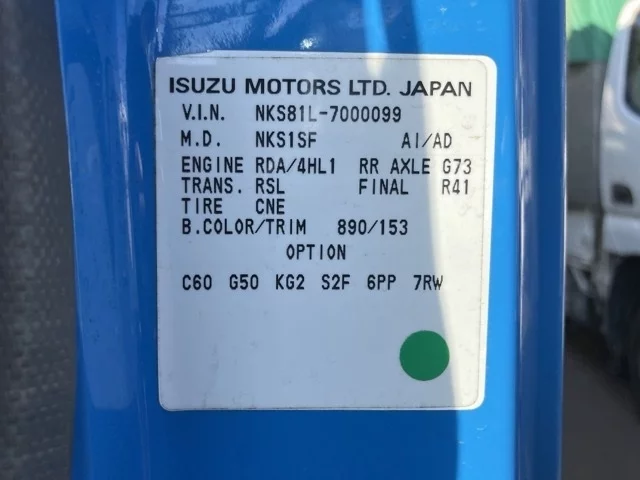 ISUZU MOTORS LTD. JAPAN
V.I.N. NKS81L-7000099
M.D. NKS1SF AI/AD
ENGINE RDA/4HL1 RR AXLE G73
TRANS. RSL FINAL R41
TIRE CNE
B.COLOR/TRIM 890/153
OPTION
C60 G50 KG2 S2F 6PP 7RW